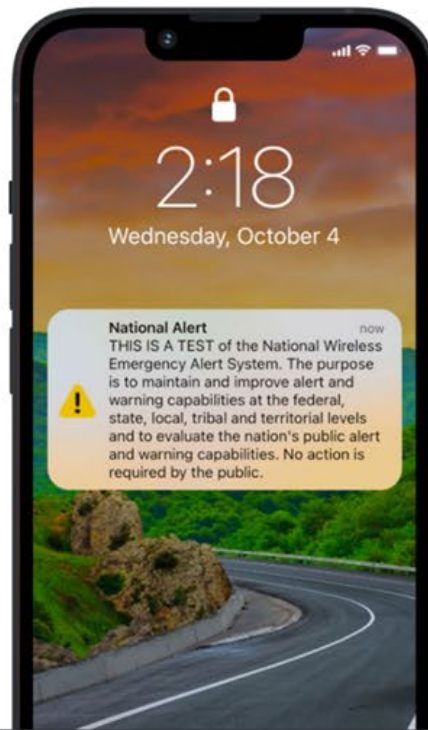 2:18
Wednesday, October 4
National Alert now
THIS IS A TEST of the National Wireless
Emergency Alert System. The purpose
is to maintain and improve alert and
warning capabilities at the federal,
state, local, tribal and territorial levels
and to evaluate the nation's public alert
and warning capabilities. No action is
required by the public.